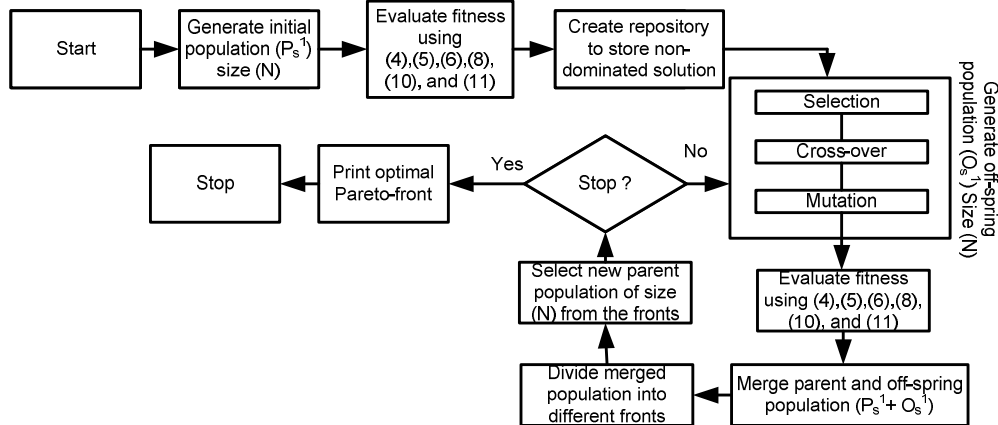 Start
Generate initial
population (Ps¹)
size (N)
Evaluate fitness
using
(4),(5),(6),(8),
(10), and (11)
Create repository
to store non-
dominated solution
Generate off-spring
population (Os¹) Size (N)
Selection
Cross-over
Mutation
Stop
Print optimal
Pareto-front
Yes
Stop ?
No
Select new parent
population of size
(N) from the fronts
Evaluate fitness
using (4),(5),(6),(8),
(10), and (11)
Divide merged
population into
different fronts
Merge parent and off-spring
population (Ps¹+ Os¹)